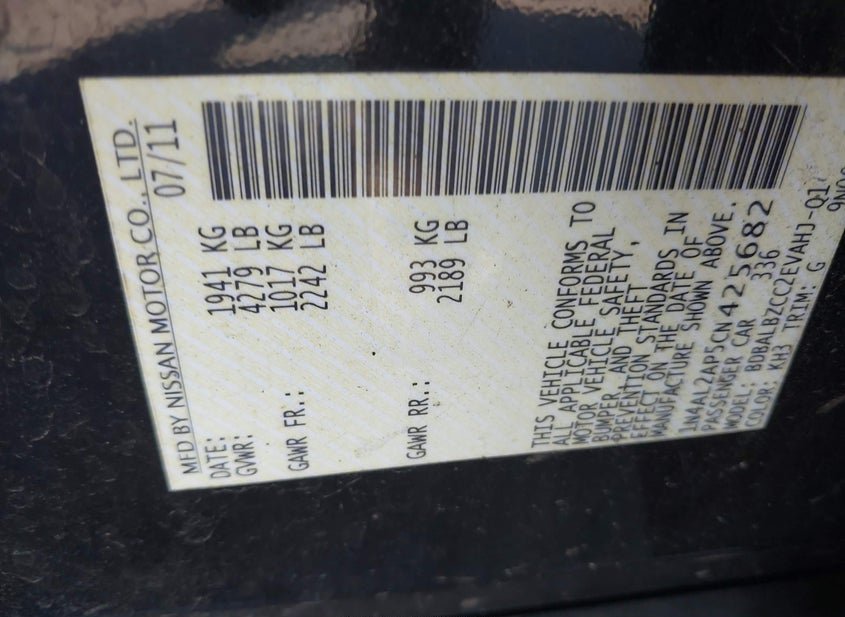 MFD BY NISSAN MOTOR CO., LTD.
DATE: 07/11
GVWR: 1941 KG
4279 LB
GAWR FR.: 1017 KG
2242 LB
GAWR RR.: 993 KG
2189 LB
THIS VEHICLE CONFORMS TO
ALL APPLICABLE FEDERAL
MOTOR VEHICLE SAFETY,
BUMPER, AND THEFT
PREVENTION STANDARDS IN
EFFECT ON THE DATE OF
MANUFACTURE SHOWN ABOVE.
1N4AL2AP5CN425682
PASSENGER CAR 336
MODEL: BDRALBZCC2EVAHJ-Q1
COLOR: KH3 TRIM: G